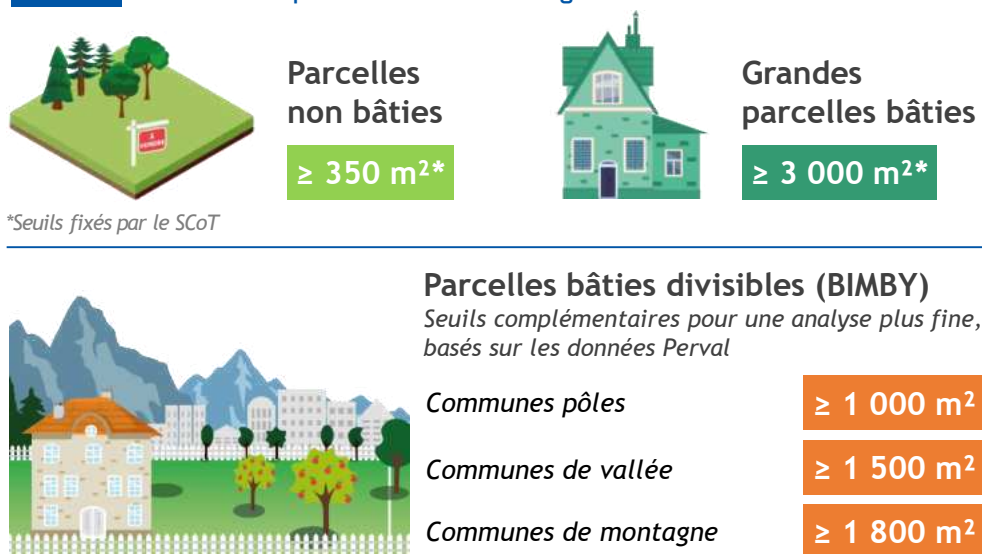 Parcelles
non bâties
≥ 350 m²*
Grandes
parcelles bâties
≥ 3 000 m²*
À
VENDRE
*Seuils fixés par le SCoT
Parcelles bâties divisibles (BIMBY)
Seuils complémentaires pour une analyse plus fine,
basés sur les données Perval
Communes pôles
≥ 1 000 m²
Communes de vallée
≥ 1 500 m²
Communes de montagne
≥ 1 800 m²